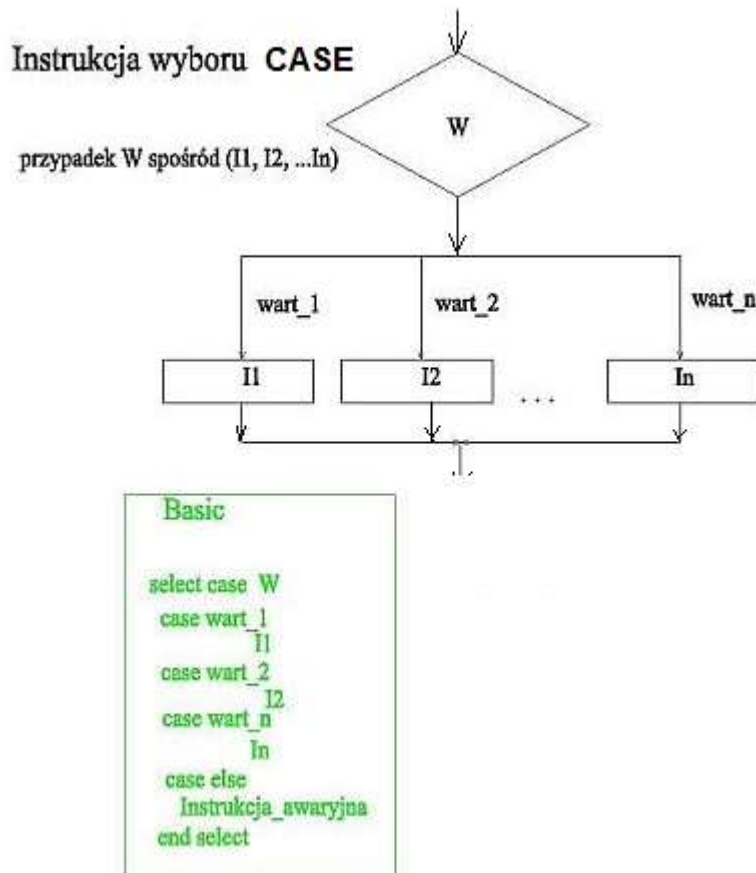 Instrukcja wyboru CASE
W
przypadek W spośród (I1, I2, ...In)
wart_1
wart_2
wart_n
I1
I2
. . .
In
Basic
select case W
case wart_1
I1
case wart_2
I2
case wart_n
In
case else
Instrukcja_awaryjna
end select